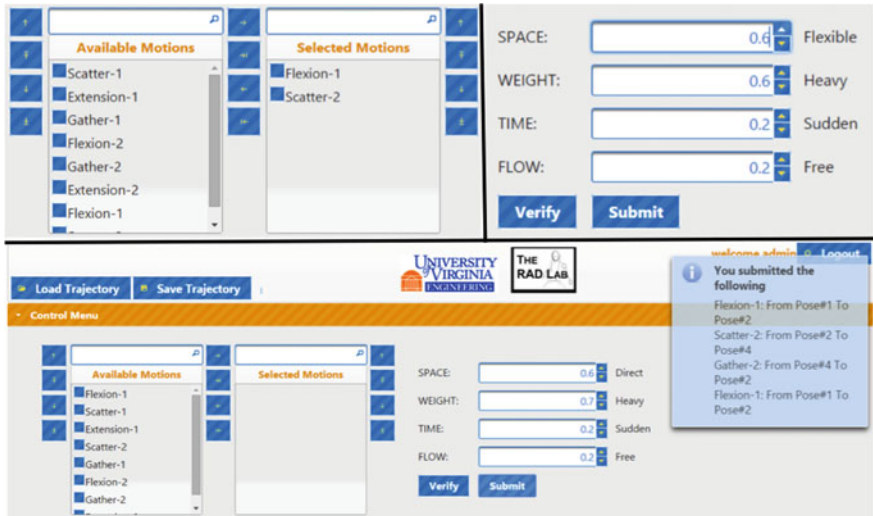 Available Motions
Scatter-1
Extension-1
Gather-1
Flexion-2
Gather-2
Extension-2
Flexion-1
Selected Motions
Flexion-1
Scatter-2
SPACE: 0.6 Flexible
WEIGHT: 0.6 Heavy
TIME: 0.2 Sudden
FLOW: 0.2 Free
Verify Submit
UNIVERSITY
of VIRGINIA
ENGINEERING
THE
RAD LAB
welcome admin Logout
Load Trajectory Save Trajectory
Control Menu
Available Motions
Flexion-1
Scatter-1
Extension-1
Scatter-2
Gather-1
Flexion-2
Gather-2
Selected Motions
SPACE: 0.6 Direct
WEIGHT: 0.7 Heavy
TIME: 0.2 Sudden
FLOW: 0.2 Free
Verify Submit
You submitted the
following
Flexion-1: From Pose#1 To
Pose#2
Scatter-2: From Pose#2 To
Pose#4
Gather-2: From Pose#4 To
Pose#2
Flexion-1: From Pose#1 To
Pose#2